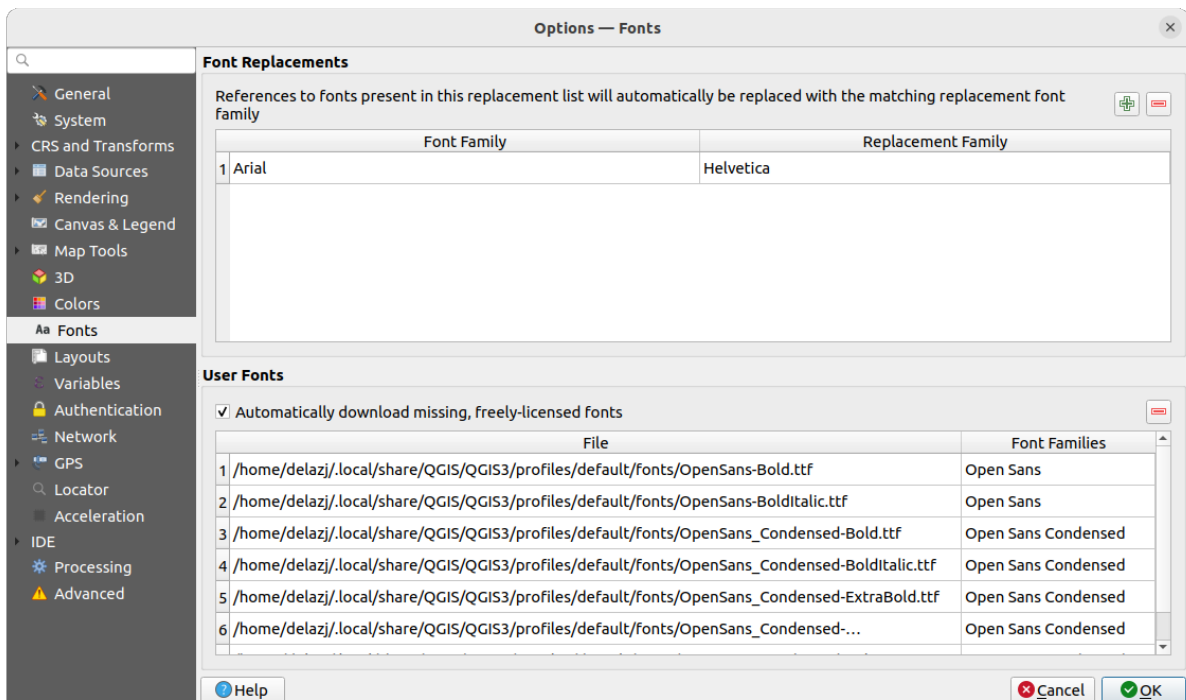 Options — Fonts
General
System
CRS and Transforms
Data Sources
Rendering
Canvas & Legend
Map Tools
3D
Colors
Aa Fonts
Layouts
Variables
Authentication
Network
GPS
Locator
Acceleration
IDE
Processing
Advanced
Font Replacements
References to fonts present in this replacement list will automatically be replaced with the matching replacement font
family
Font Family Replacement Family
1 Arial Helvetica
User Fonts
Automatically download missing, freely-licensed fonts
File Font Families
1 /home/delazj/.local/share/QGIS/QGIS3/profiles/default/fonts/OpenSans-Bold.ttf Open Sans
2 /home/delazj/.local/share/QGIS/QGIS3/profiles/default/fonts/OpenSans-BoldItalic.ttf Open Sans
3 /home/delazj/.local/share/QGIS/QGIS3/profiles/default/fonts/OpenSans_Condensed-Bold.ttf Open Sans Condensed
4 /home/delazj/.local/share/QGIS/QGIS3/profiles/default/fonts/OpenSans_Condensed-BoldItalic.ttf Open Sans Condensed
5 /home/delazj/.local/share/QGIS/QGIS3/profiles/default/fonts/OpenSans_Condensed-ExtraBold.ttf Open Sans Condensed
6 /home/delazj/.local/share/QGIS/QGIS3/profiles/default/fonts/OpenSans_Condensed-... Open Sans Condensed
Help Cancel OK